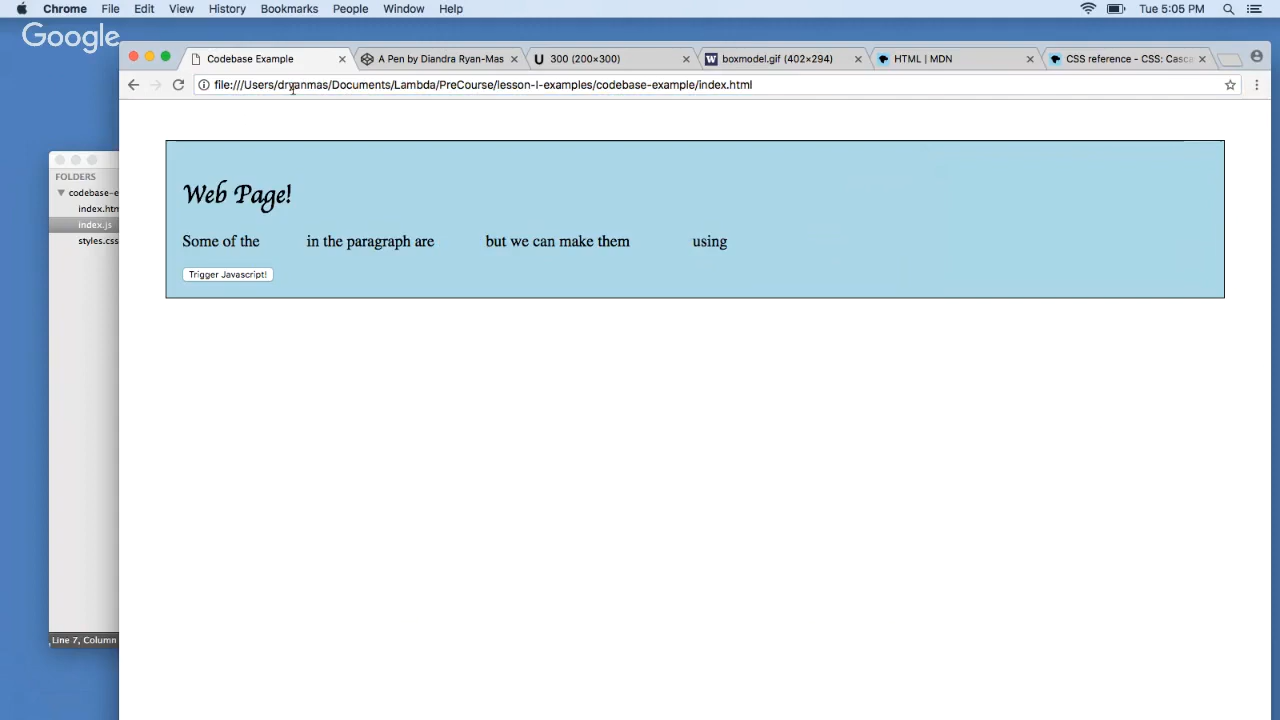 Chrome File Edit View History Bookmarks People Window Help Tue 5:05 PM
Google
Codebase Example A Pen by Diandra Ryan-Mas 300 (200×300) boxmodel.gif (402×294) HTML | MDN CSS reference - CSS: Casca
file:///Users/dryanmas/Documents/Lambda/PreCourse/lesson-I-examples/codebase-example/index.html
FOLDERS
codebase-e
index.htm
index.js
styles.css
Web Page!
Some of the in the paragraph are but we can make them using
Trigger Javascript!
Line 7, Column